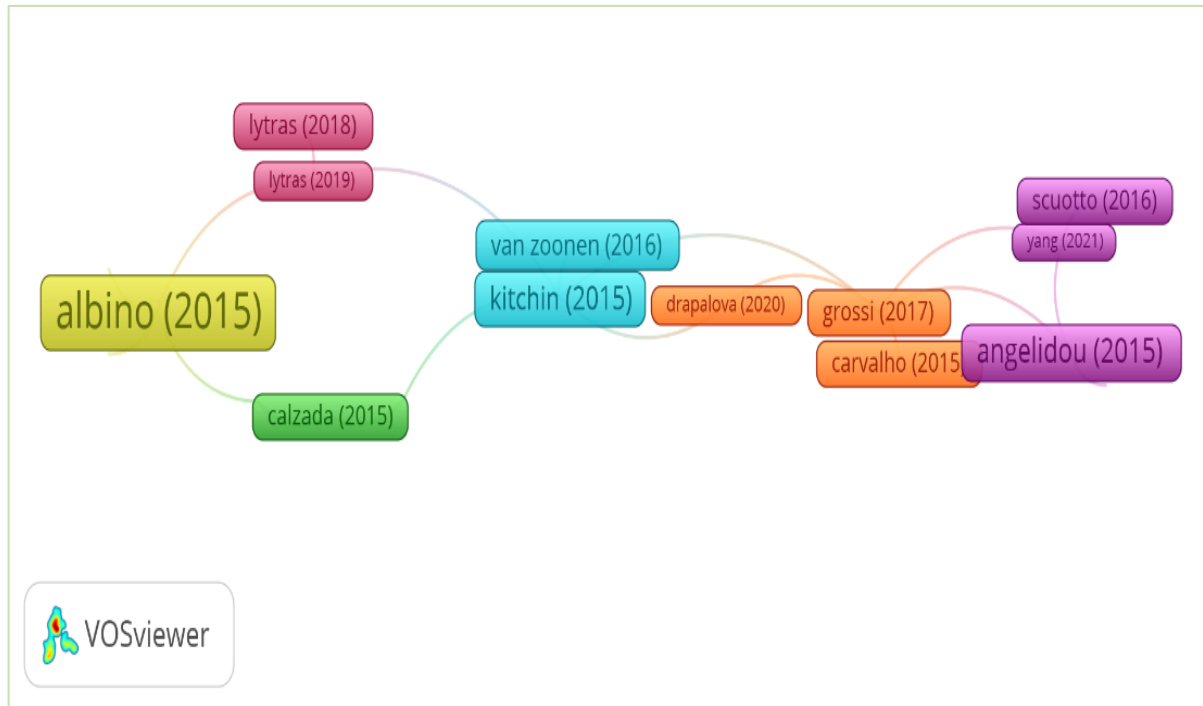 lytras (2018)
lytras (2019)
albino (2015)
calzada (2015)
van zoonen (2016)
kitchin (2015)
drapalova (2020)
grossi (2017)
carvalho (2015)
scuotto (2016)
yang (2021)
angelidou (2015)
VOSviewer